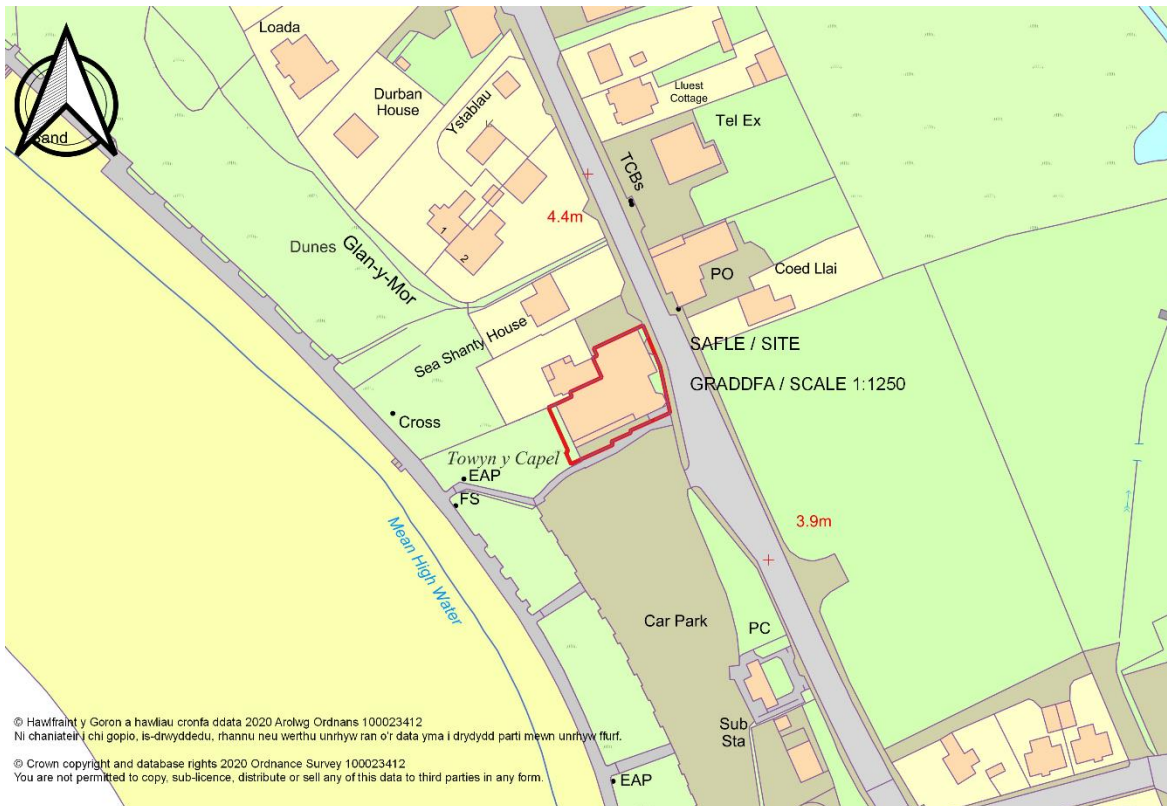 Loada
Durban
House
Ystablau
Lluest
Cottage
Tel Ex
TCBs
Sand
4.4m
Dunes
Glan-y-Mor
1
2
PO
Coed Llai
Sea Shanty House
SAFLE / SITE
GRADDFA / SCALE 1:1250
Cross
Towyn y Capel
EAP
FS
Mean High Water
3.9m
Car Park
PC
Sub
Sta
© Hawlfraint y Goron a hawliau cronfa ddata 2020 Arolwg Ordnans 100023412
Ni chaniateir i chi gopio, is-drwyddedu, rhannu neu werthu unrhyw ran o'r data yma i drydydd parti mewn unrhyw ffurf.
© Crown copyright and database rights 2020 Ordnance Survey 100023412
You are not permitted to copy, sub-licence, distribute or sell any of this data to third parties in any form.
EAP